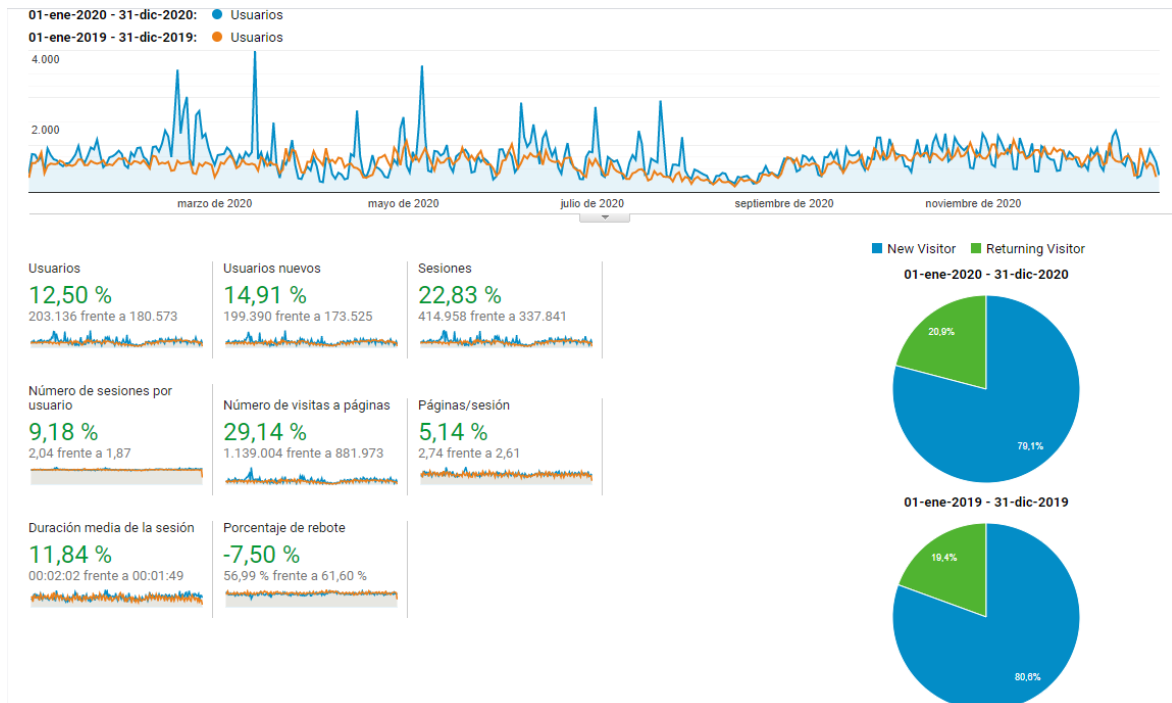 01-ene-2020 - 31-dic-2020: Usuarios
01-ene-2019 - 31-dic-2019: Usuarios
4.000
2.000
marzo de 2020
mayo de 2020
julio de 2020
septiembre de 2020
noviembre de 2020
New Visitor
Returning Visitor
Usuarios
12,50 %
203.136 frente a 180.573
Usuarios nuevos
14,91 %
199.390 frente a 173.525
Sesiones
22,83 %
414.958 frente a 337.841
Número de sesiones por
usuario
9,18 %
2,04 frente a 1,87
Número de visitas a páginas
29,14 %
1.139.004 frente a 881.973
Páginas/sesión
5,14 %
2,74 frente a 2,61
Duración media de la sesión
11,84 %
00:02:02 frente a 00:01:49
Porcentaje de rebote
-7,50 %
56,99 % frente a 61,60 %
01-ene-2020 - 31-dic-2020
20,9%
79,1%
01-ene-2019 - 31-dic-2019
19,4%
80,6%